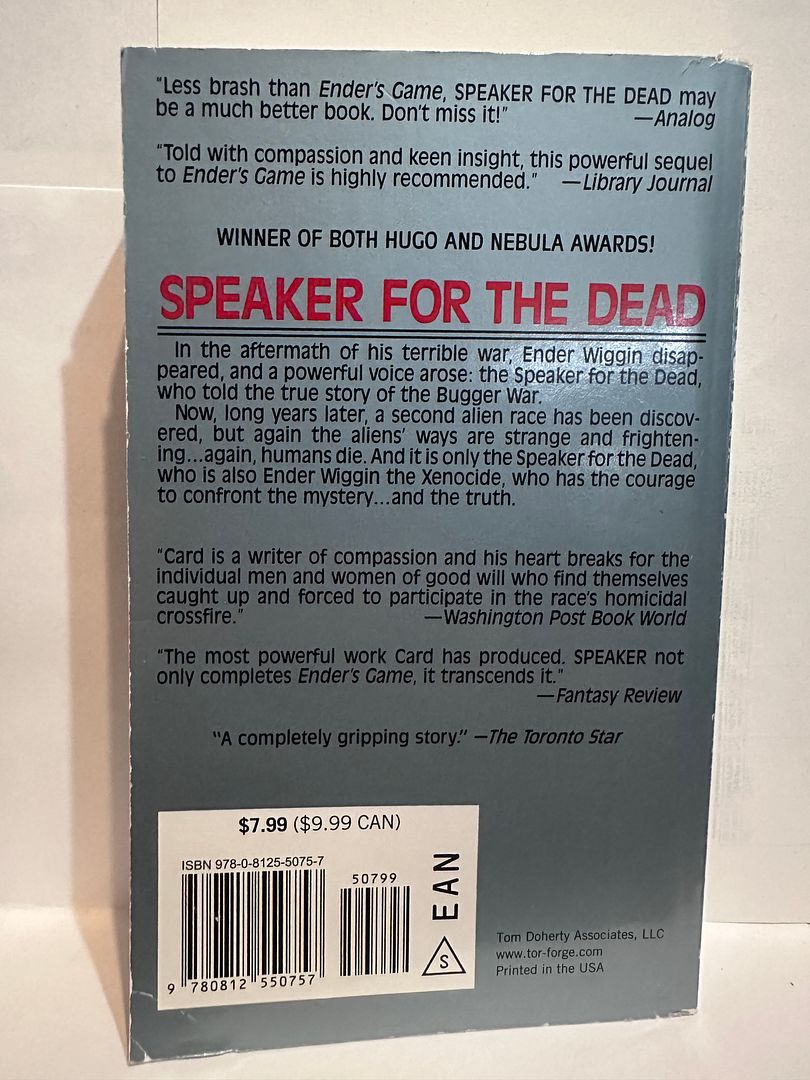 "Less brash than Ender's Game, SPEAKER FOR THE DEAD may
be a much better book. Don't miss it!" —Analog
"Told with compassion and keen insight, this powerful sequel
to Ender's Game is highly recommended." —Library Journal
WINNER OF BOTH HUGO AND NEBULA AWARDS!
SPEAKER FOR THE DEAD
In the aftermath of his terrible war, Ender Wiggin disap-
peared, and a powerful voice arose: the Speaker for the Dead,
who told the true story of the Bugger War.
Now, long years later, a second alien race has been discov-
ered, but again the aliens' ways are strange and frighten-
ing...again, humans die. And it is only the Speaker for the Dead,
who is also Ender Wiggin the Xenocide, who has the courage
to confront the mystery...and the truth.
"Card is a writer of compassion and his heart breaks for the
individual men and women of good will who find themselves
caught up and forced to participate in the race's homicidal
crossfire." —Washington Post Book World
"The most powerful work Card has produced. SPEAKER not
only completes Ender's Game, it transcends it."
—Fantasy Review
"A completely gripping story." —The Toronto Star
$7.99 ($9.99 CAN)
ISBN 978-0-8125-5075-7
50799
EAN
S
9 780812 550757
Tom Doherty Associates, LLC
www.tor-forge.com
Printed in the USA